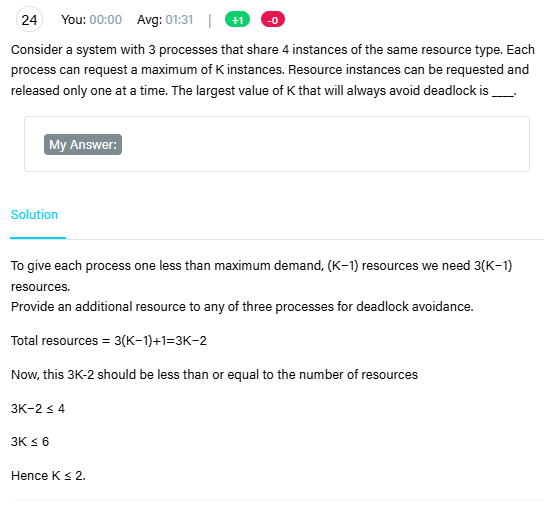 24 You: 00:00 Avg: 01:31 | +1 -0
Consider a system with 3 processes that share 4 instances of the same resource type. Each
process can request a maximum of K instances. Resource instances can be requested and
released only one at a time. The largest value of K that will always avoid deadlock is ____.
My Answer:
Solution
To give each process one less than maximum demand, (K−1) resources we need 3(K−1)
resources.
Provide an additional resource to any of three processes for deadlock avoidance.
Total resources = 3(K−1)+1=3K−2
Now, this 3K-2 should be less than or equal to the number of resources
3K−2 ≤ 4
3K ≤ 6
Hence K ≤ 2.